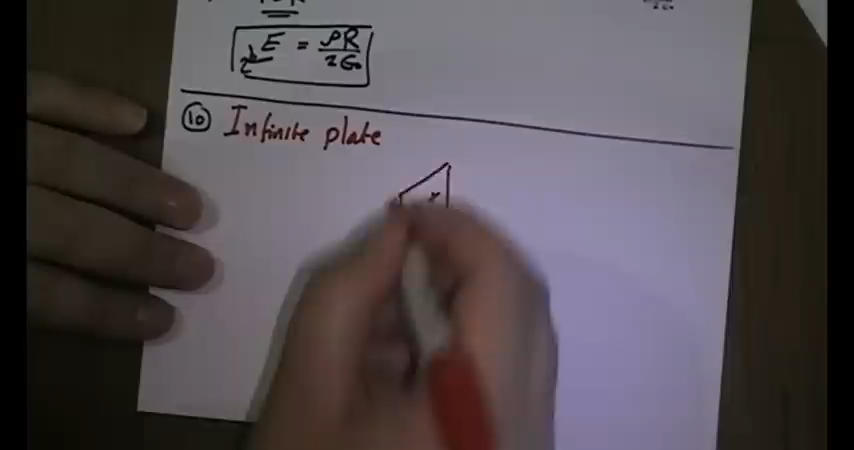 E = ρR / 2ϵ₀
⑩ Infinite plate
x